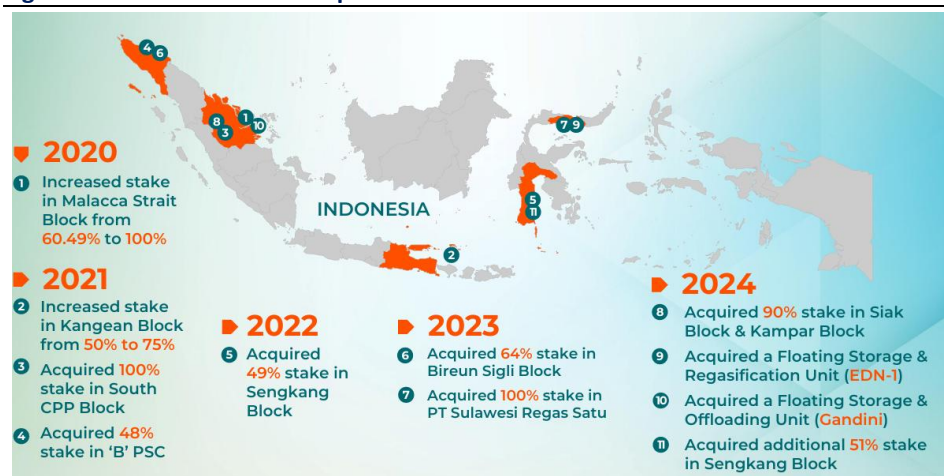 4 6
8 1
3 10
7 9
5
11
INDONESIA
2
2020
1 Increased stake
in Malacca Strait
Block from
60.49% to 100%
2021
2 Increased stake
in Kangean Block
from 50% to 75%
3 Acquired 100%
stake in South
CPP Block
4 Acquired 48%
stake in ‘B’ PSC
2022
5 Acquired
49% stake in
Sengkang
Block
2023
6 Acquired 64% stake in
Bireun Sigli Block
7 Acquired 100% stake in
PT Sulawesi Regas Satu
2024
8 Acquired 90% stake in Siak
Block & Kampar Block
9 Acquired a Floating Storage &
Regasification Unit (EDN-1)
10 Acquired a Floating Storage &
Offloading Unit (Gandini)
11 Acquired additional 51% stake
in Sengkang Block